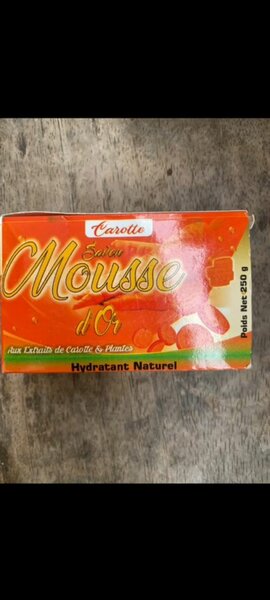 Carotte
Savon
Mousse
d'Or
Aux Extraits de Carotte & Plantes
Hydratant Naturel
Poids Net 250 g